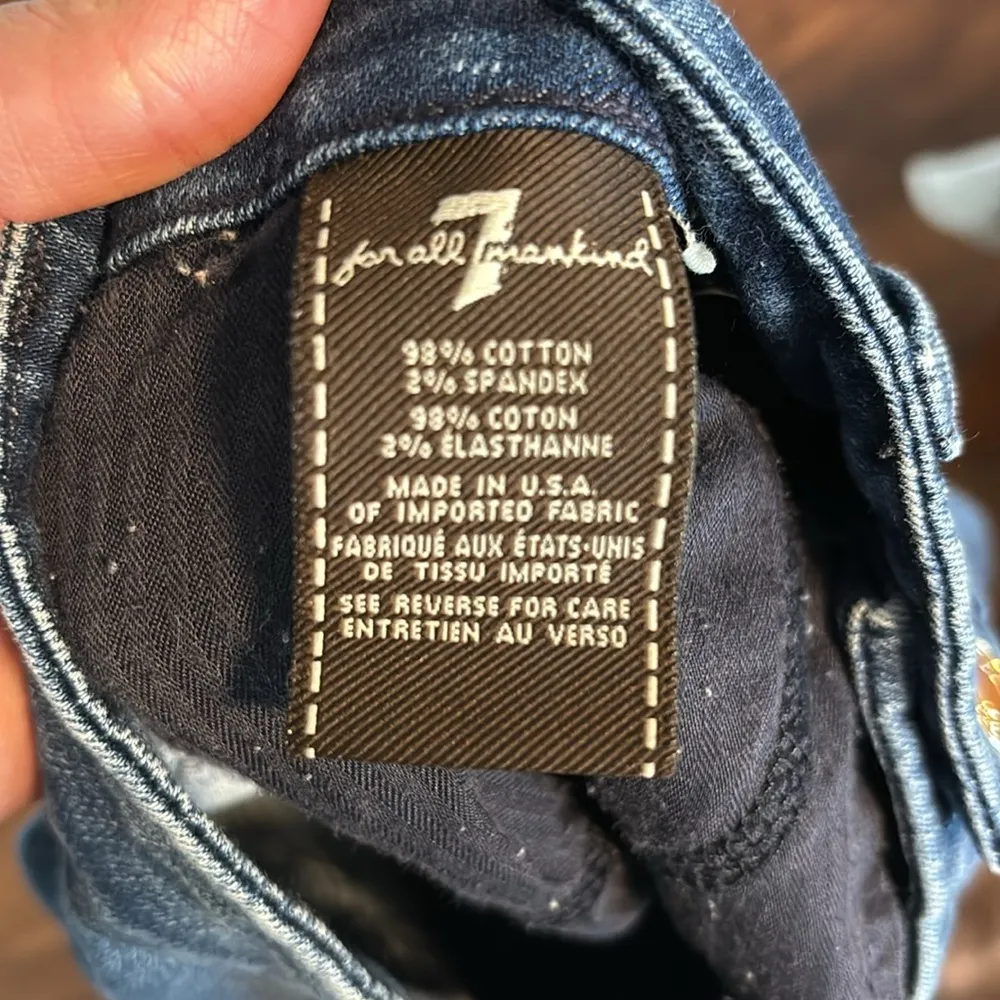 7
for all mankind
98% COTTON
2% SPANDEX
98% COTON
2% ÉLASTHANNE
MADE IN U.S.A.
OF IMPORTED FABRIC
FABRIQUÉ AUX ÉTATS-UNIS
DE TISSU IMPORTÉ
SEE REVERSE FOR CARE
ENTRETIEN AU VERSO